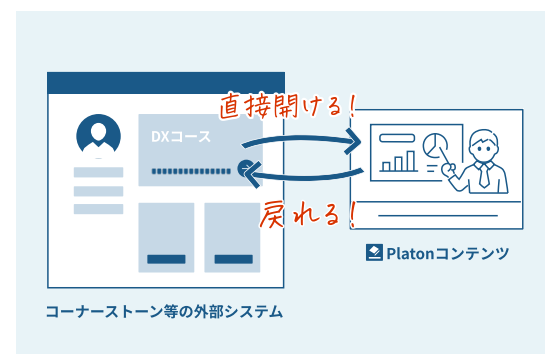 直接開ける!
DXコース
戻れる!
Platonコンテンツ
コーナーストーン等の外部システム